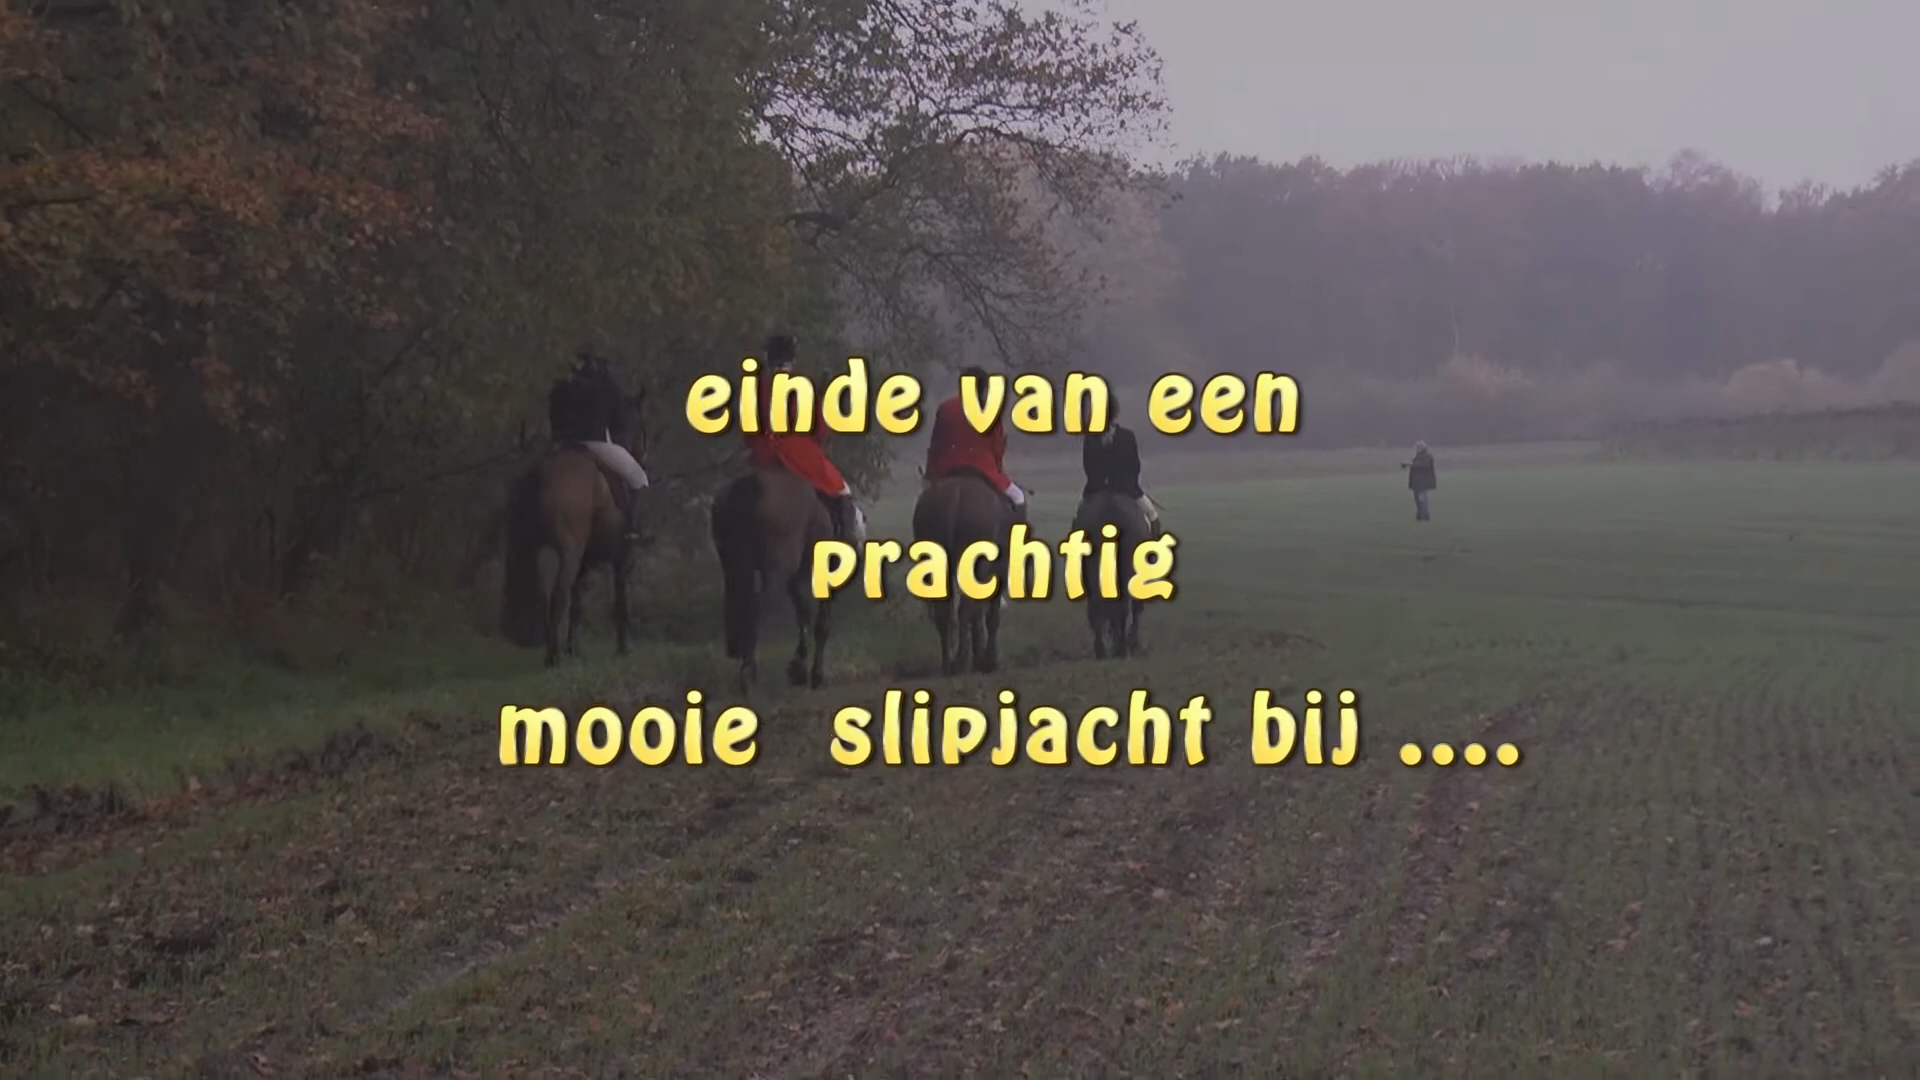 einde van een
prachtig
mooie  slipjacht bij ....